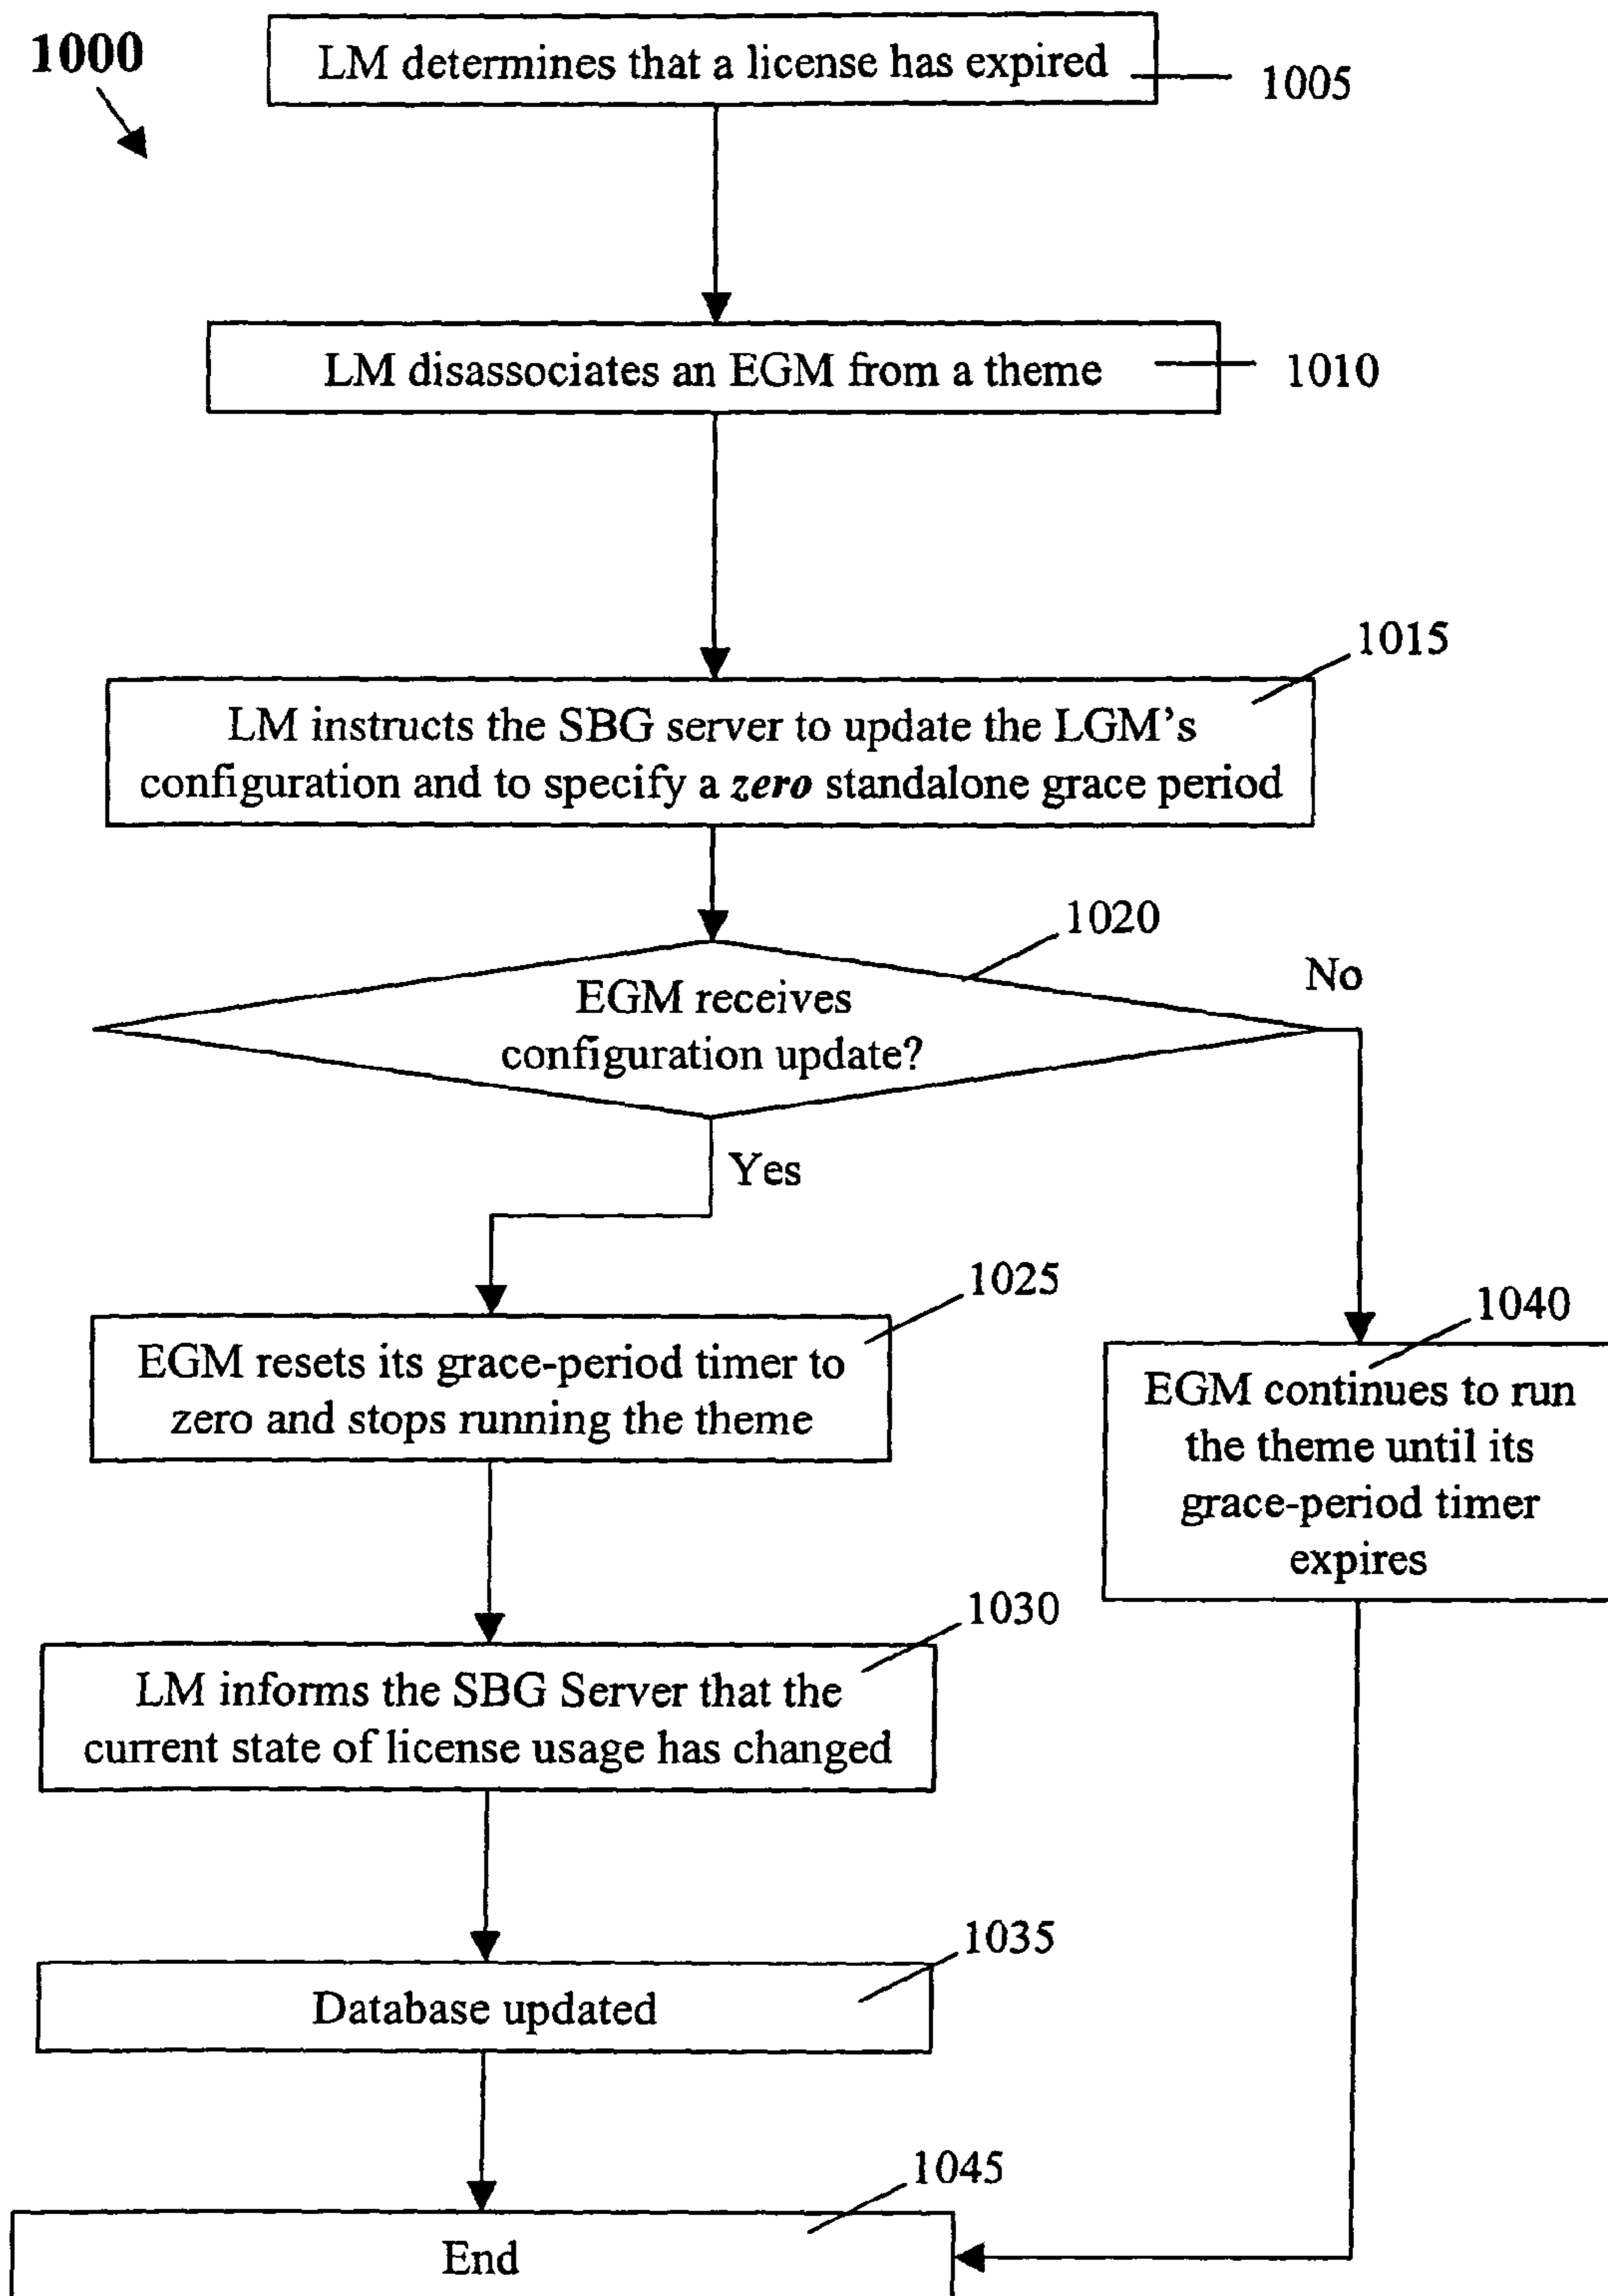 1000
LM determines that a license has expired
1005
LM disassociates an EGM from a theme
1010
1015
LM instructs the SBG server to update the LGM's
configuration and to specify a zero standalone grace period
1020
EGM receives
configuration update?
No
Yes
1025
EGM resets its grace-period timer to
zero and stops running the theme
1040
EGM continues to run
the theme until its
grace-period timer
expires
1030
LM informs the SBG Server that the
current state of license usage has changed
1035
Database updated
1045
End